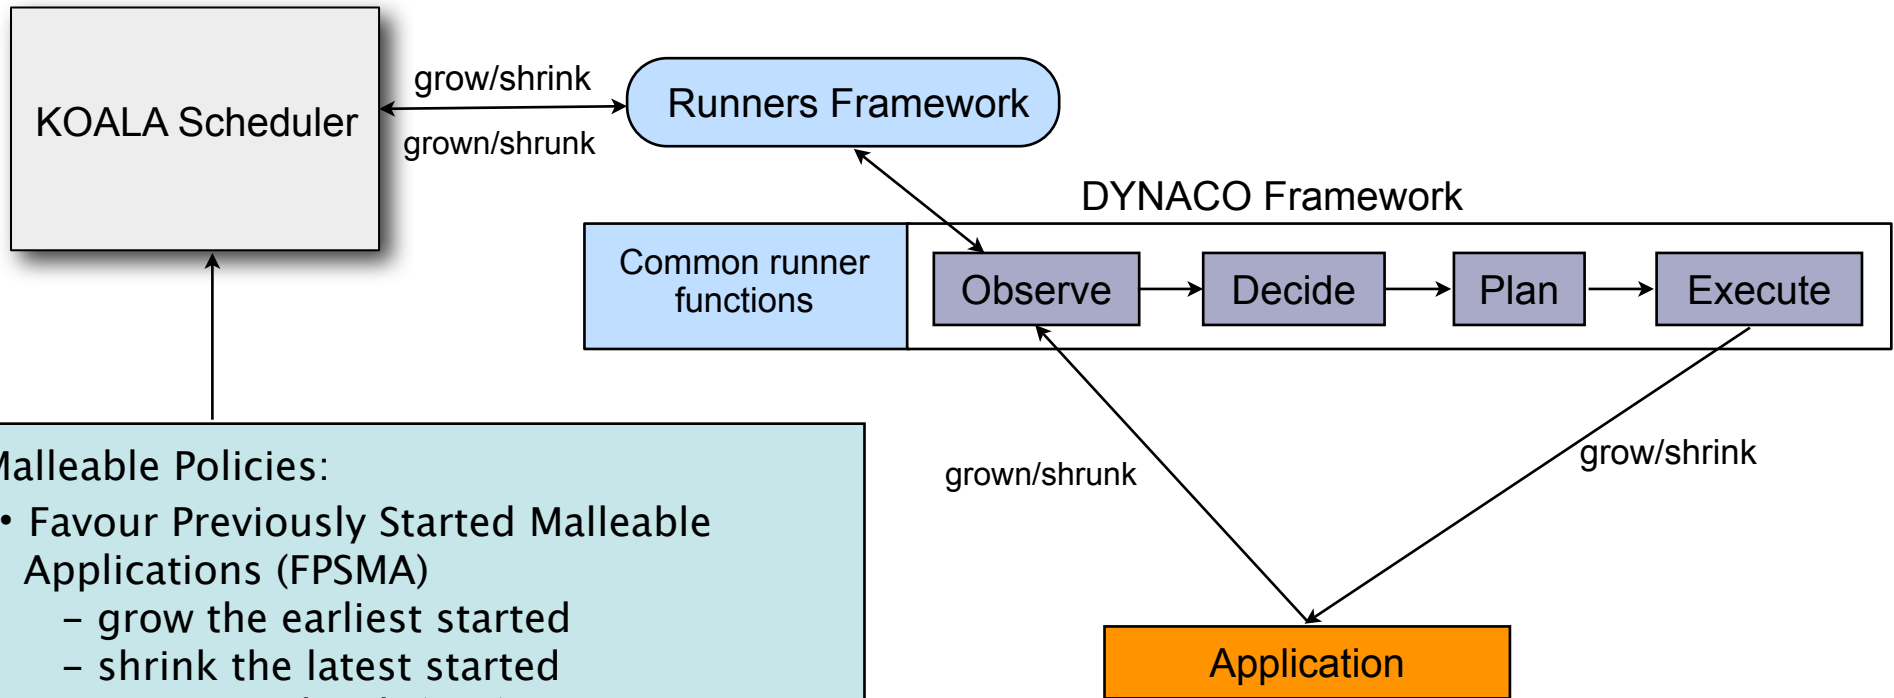 KOALA Scheduler
grow/shrink
grown/shrunk
Runners Framework
DYNACO Framework
Common runner
functions
Observe
Decide
Plan
Execute
Malleable Policies:
• Favour Previously Started Malleable
Applications (FPSMA)
– grow the earliest started
– shrink the latest started
grown/shrunk
grow/shrink
Application